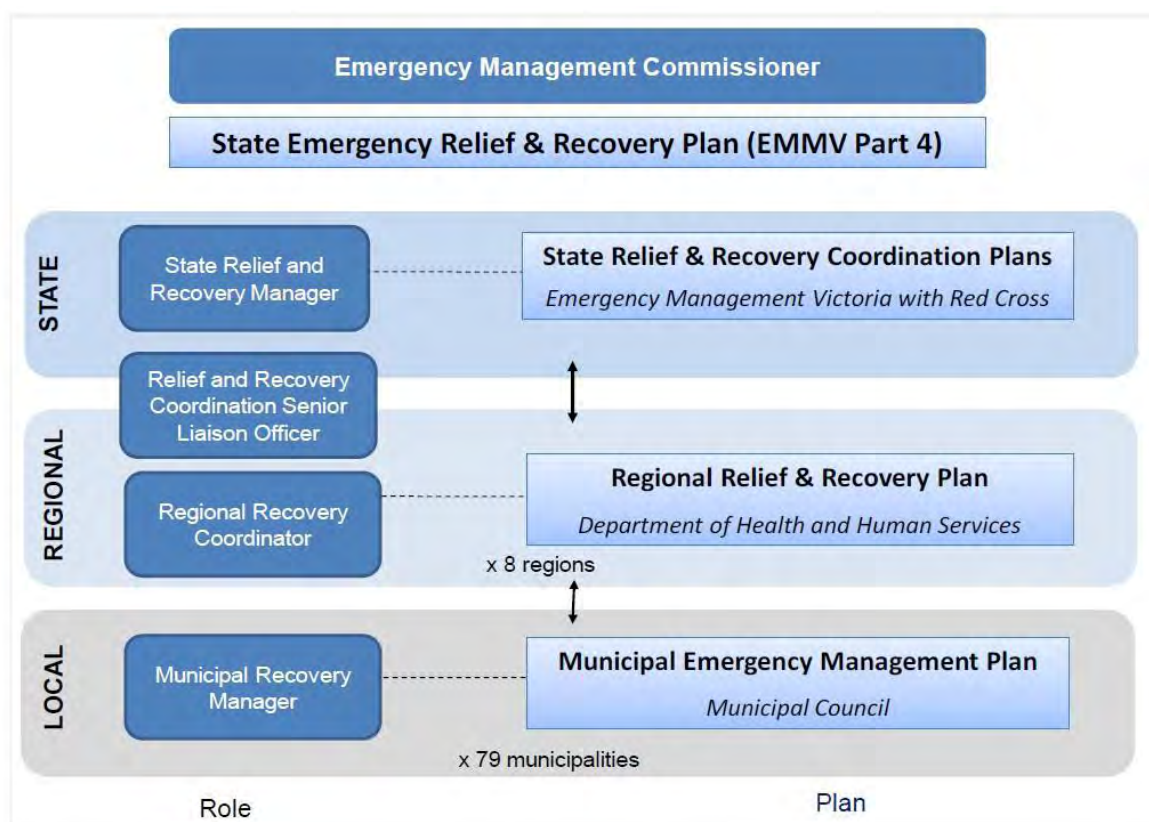 Emergency Management Commissioner
State Emergency Relief & Recovery Plan (EMMV Part 4)
STATE
State Relief and
Recovery Manager
State Relief & Recovery Coordination Plans
Emergency Management Victoria with Red Cross
Relief and Recovery
Coordination Senior
Liaison Officer
REGIONAL
Regional Recovery
Coordinator
Regional Relief & Recovery Plan
Department of Health and Human Services
x 8 regions
LOCAL
Municipal Recovery
Manager
Municipal Emergency Management Plan
Municipal Council
x 79 municipalities
Role
Plan